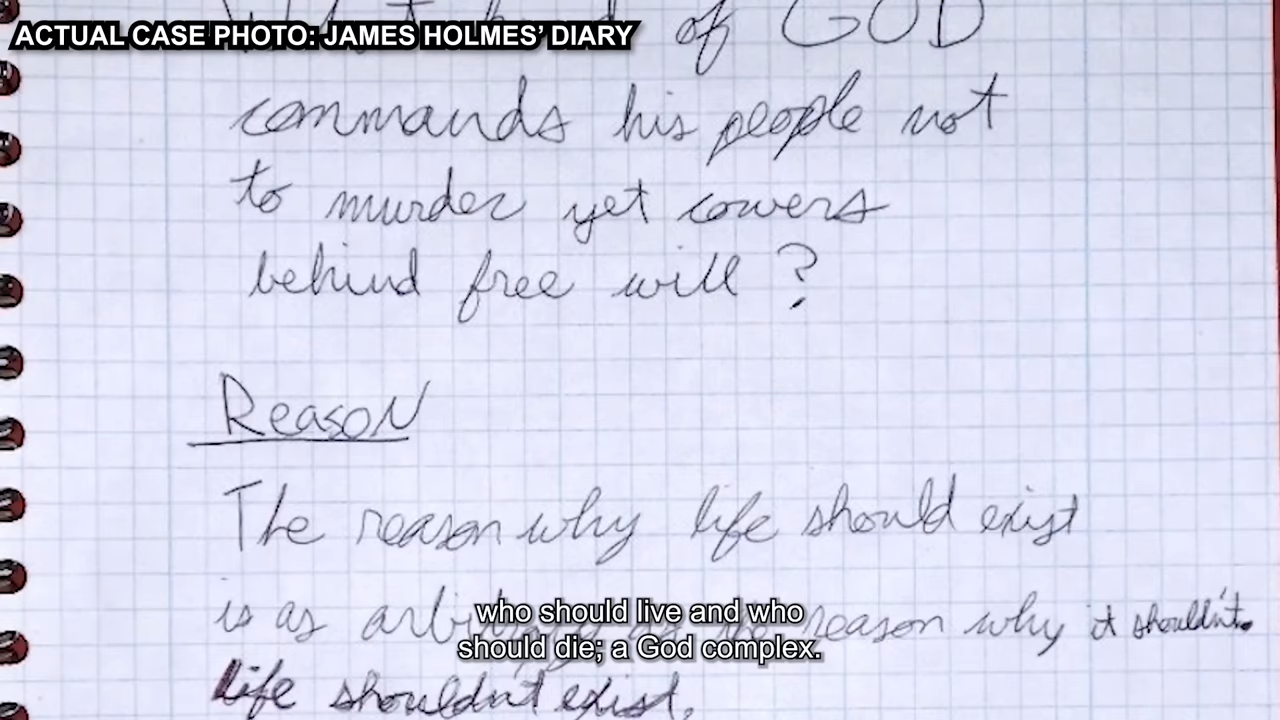 ACTUAL CASE PHOTO: JAMES HOLMES' DIARY
of GOD
commands his people not
to murder yet cowers
behind free will ?
Reason
The reason why life should exist
is as reason why it shouldn't.
who should live and who
should die; a God complex.
Life shouldn't exist.